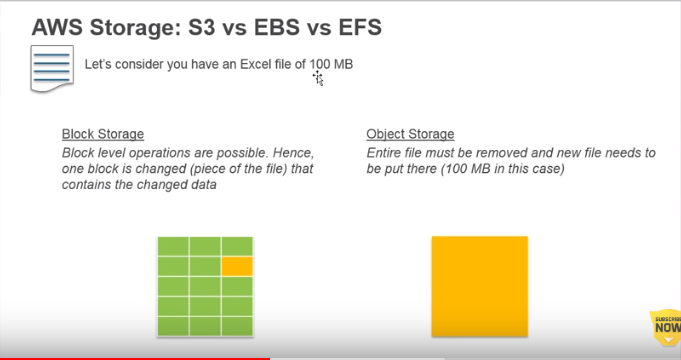 AWS Storage: S3 vs EBS vs EFS
Let's consider you have an Excel file of 100 MB
Block Storage
Block level operations are possible. Hence,
one block is changed (piece of the file) that
contains the changed data
Object Storage
Entire file must be removed and new file needs to
be put there (100 MB in this case)
SUBSCRIBE
NOW